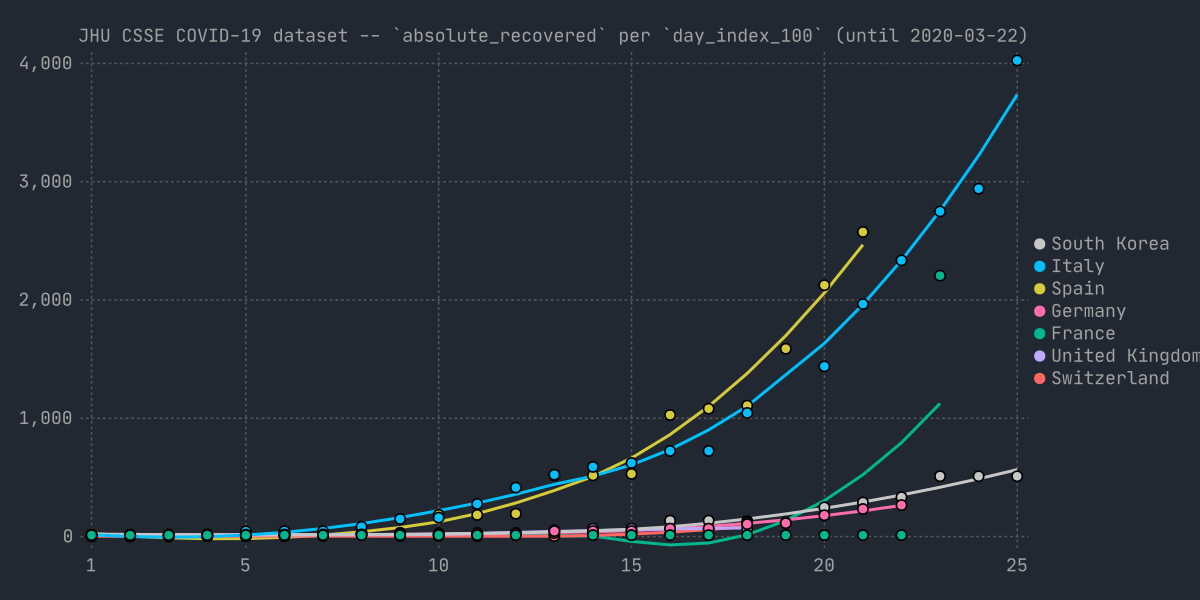 JHU CSSE COVID-19 dataset -- `absolute_recovered` per `day_index_100` (until 2020-03-22)
4,000
3,000
2,000
1,000
0
1 5 10 15 20 25
South Korea
Italy
Spain
Germany
France
United Kingdom
Switzerland